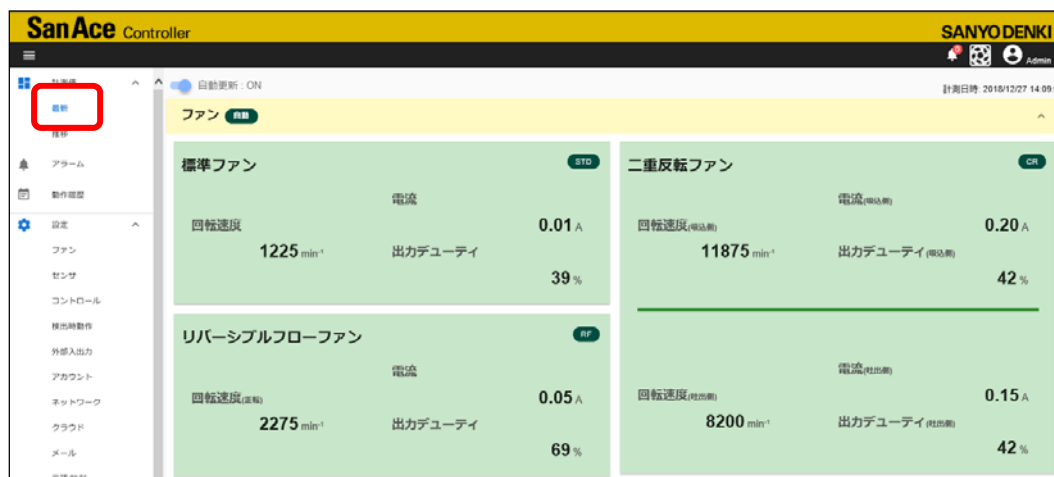 San Ace Controller
SANYO DENKI
Admin
計測値
最新
推移
アラーム
動作履歴
設定
ファン
センサ
コントロール
検出時動作
外部入出力
アカウント
ネットワーク
クラウド
メール
自動更新 : ON
計測日時: 2018/12/27 14:09:
ファン 自動
標準ファン STD
電流
回転速度 0.01 A
1225 min-1 出力デューティ
39 %
リバーシブルフローファン RF
電流
回転速度(正転) 0.05 A
2275 min-1 出力デューティ
69 %
二重反転ファン CR
電流(吸込側)
回転速度(吸込側) 0.20 A
11875 min-1 出力デューティ(吸込側)
42 %
電流(吐出側)
回転速度(吐出側) 0.15 A
8200 min-1 出力デューティ(吐出側)
42 %